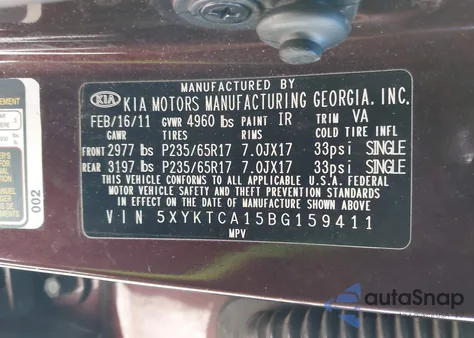 MANUFACTURED BY
KIA KIA MOTORS MANUFACTURING GEORGIA, INC.
FEB/16/11 GVWR 4960 lbs PAINT IR TRIM VA
GAWR TIRES RIMS COLD TIRE INFL
FRONT 2977 lbs P235/65R17 7.0JX17 33psi SINGLE
REAR 3197 lbs P235/65R17 7.0JX17 33psi SINGLE
THIS VEHICLE CONFORMS TO ALL APPLICABLE U.S.A. FEDERAL
MOTOR VEHICLE SAFETY AND THEFT PREVENTION STANDARDS
IN EFFECT ON THE DATE OF MANUFACTURE SHOWN ABOVE.
VIN 5XYKTCA15BG159411
MPV
002
autoSnap